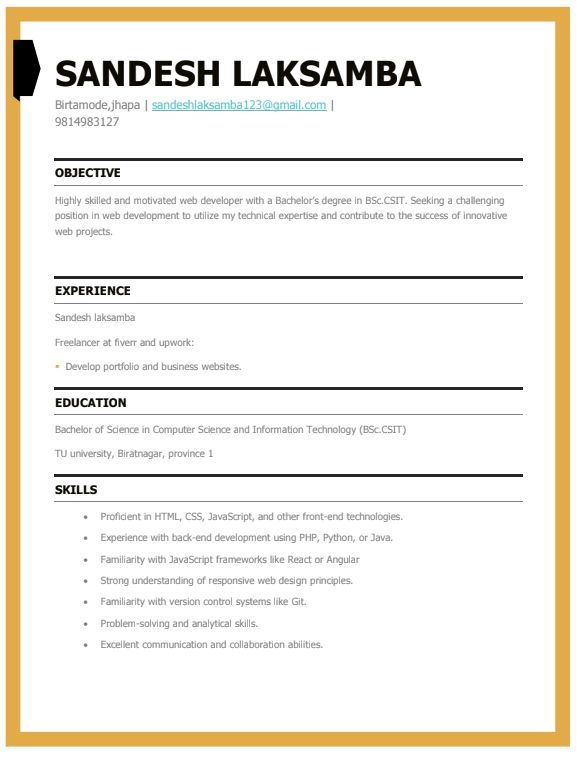 SANDESH LAKSAMBA
Birtamode,jhapa | sandeshlaksamba123@gmail.com |
9814983127
OBJECTIVE
Highly skilled and motivated web developer with a Bachelor's degree in BSc.CSIT. Seeking a challenging
position in web development to utilize my technical expertise and contribute to the success of innovative
web projects.
EXPERIENCE
Sandesh laksamba
Freelancer at fiverr and upwork:
▪ Develop portfolio and business websites.
EDUCATION
Bachelor of Science in Computer Science and Information Technology (BSc.CSIT)
TU university, Biratnagar, province 1
SKILLS
• Proficient in HTML, CSS, JavaScript, and other front-end technologies.
• Experience with back-end development using PHP, Python, or Java.
• Familiarity with JavaScript frameworks like React or Angular
• Strong understanding of responsive web design principles.
• Familiarity with version control systems like Git.
• Problem-solving and analytical skills.
• Excellent communication and collaboration abilities.